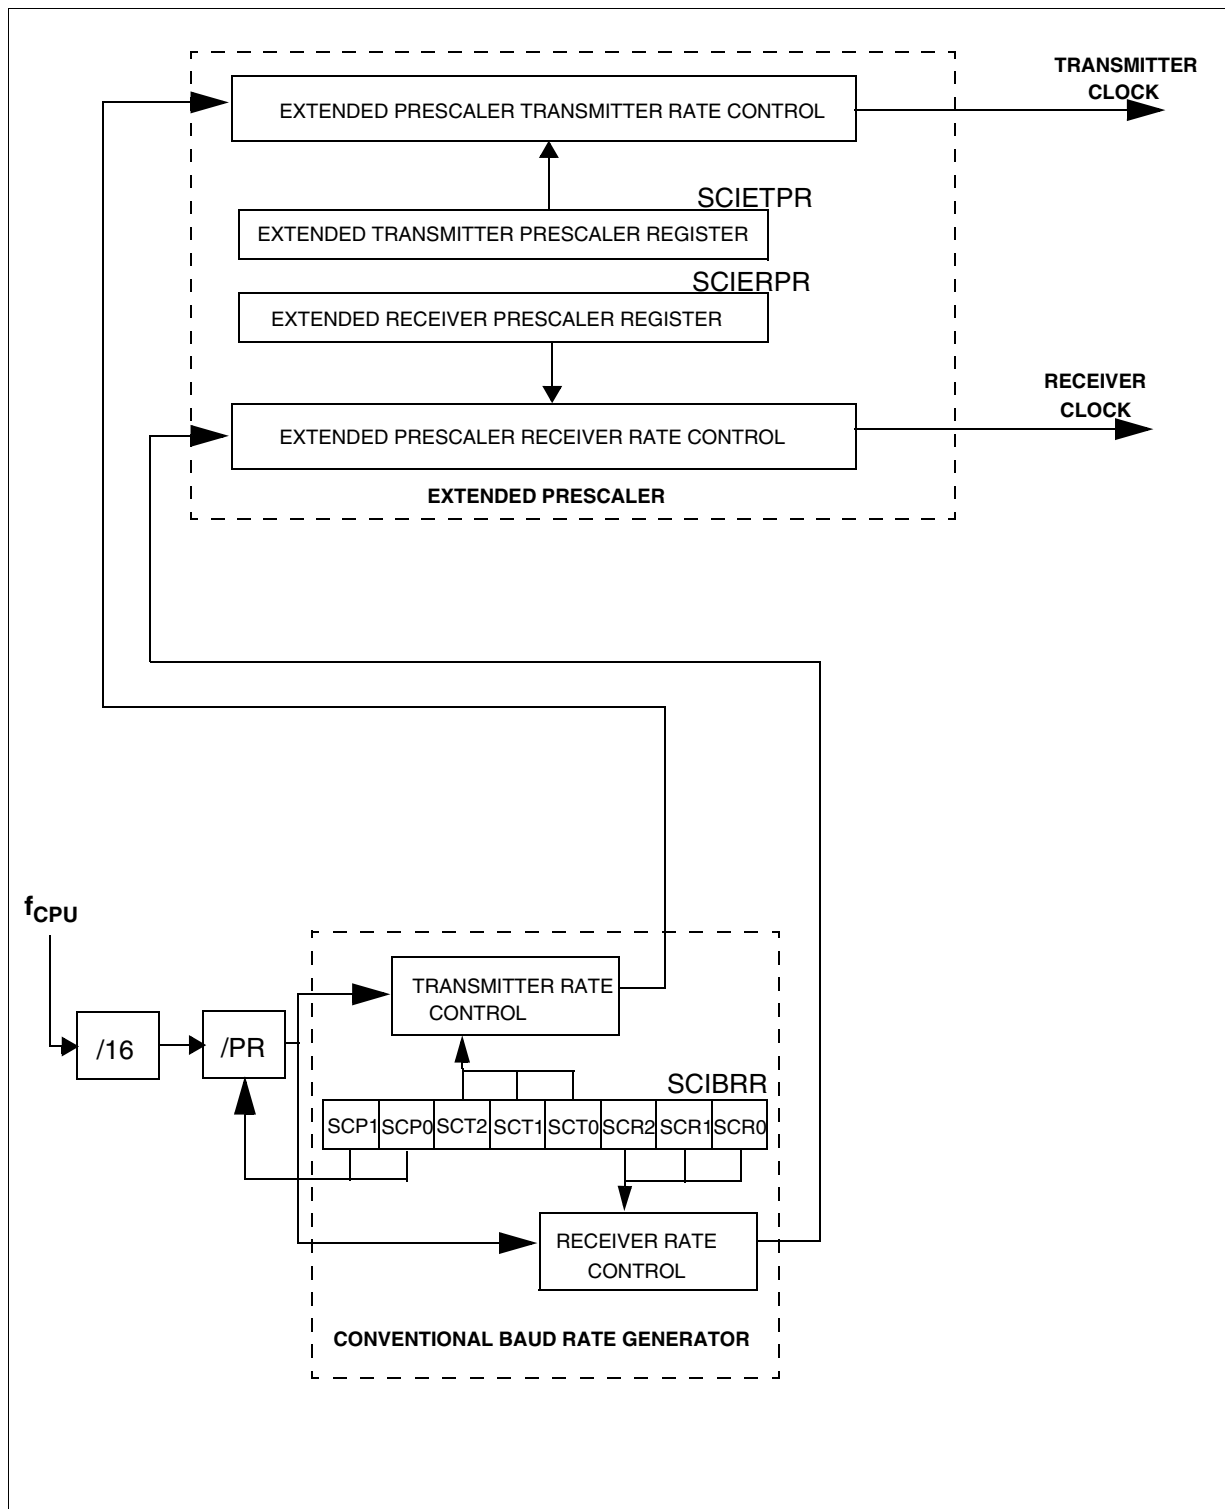 TRANSMITTER
CLOCK
EXTENDED PRESCALER TRANSMITTER RATE CONTROL
SCIETPR
EXTENDED TRANSMITTER PRESCALER REGISTER
SCIERPR
EXTENDED RECEIVER PRESCALER REGISTER
RECEIVER
CLOCK
EXTENDED PRESCALER RECEIVER RATE CONTROL
EXTENDED PRESCALER
fCPU
TRANSMITTER RATE
CONTROL
/16
/PR
SCIBRR
SCP1 SCP0 SCT2 SCT1 SCT0 SCR2 SCR1 SCR0
RECEIVER RATE
CONTROL
CONVENTIONAL BAUD RATE GENERATOR